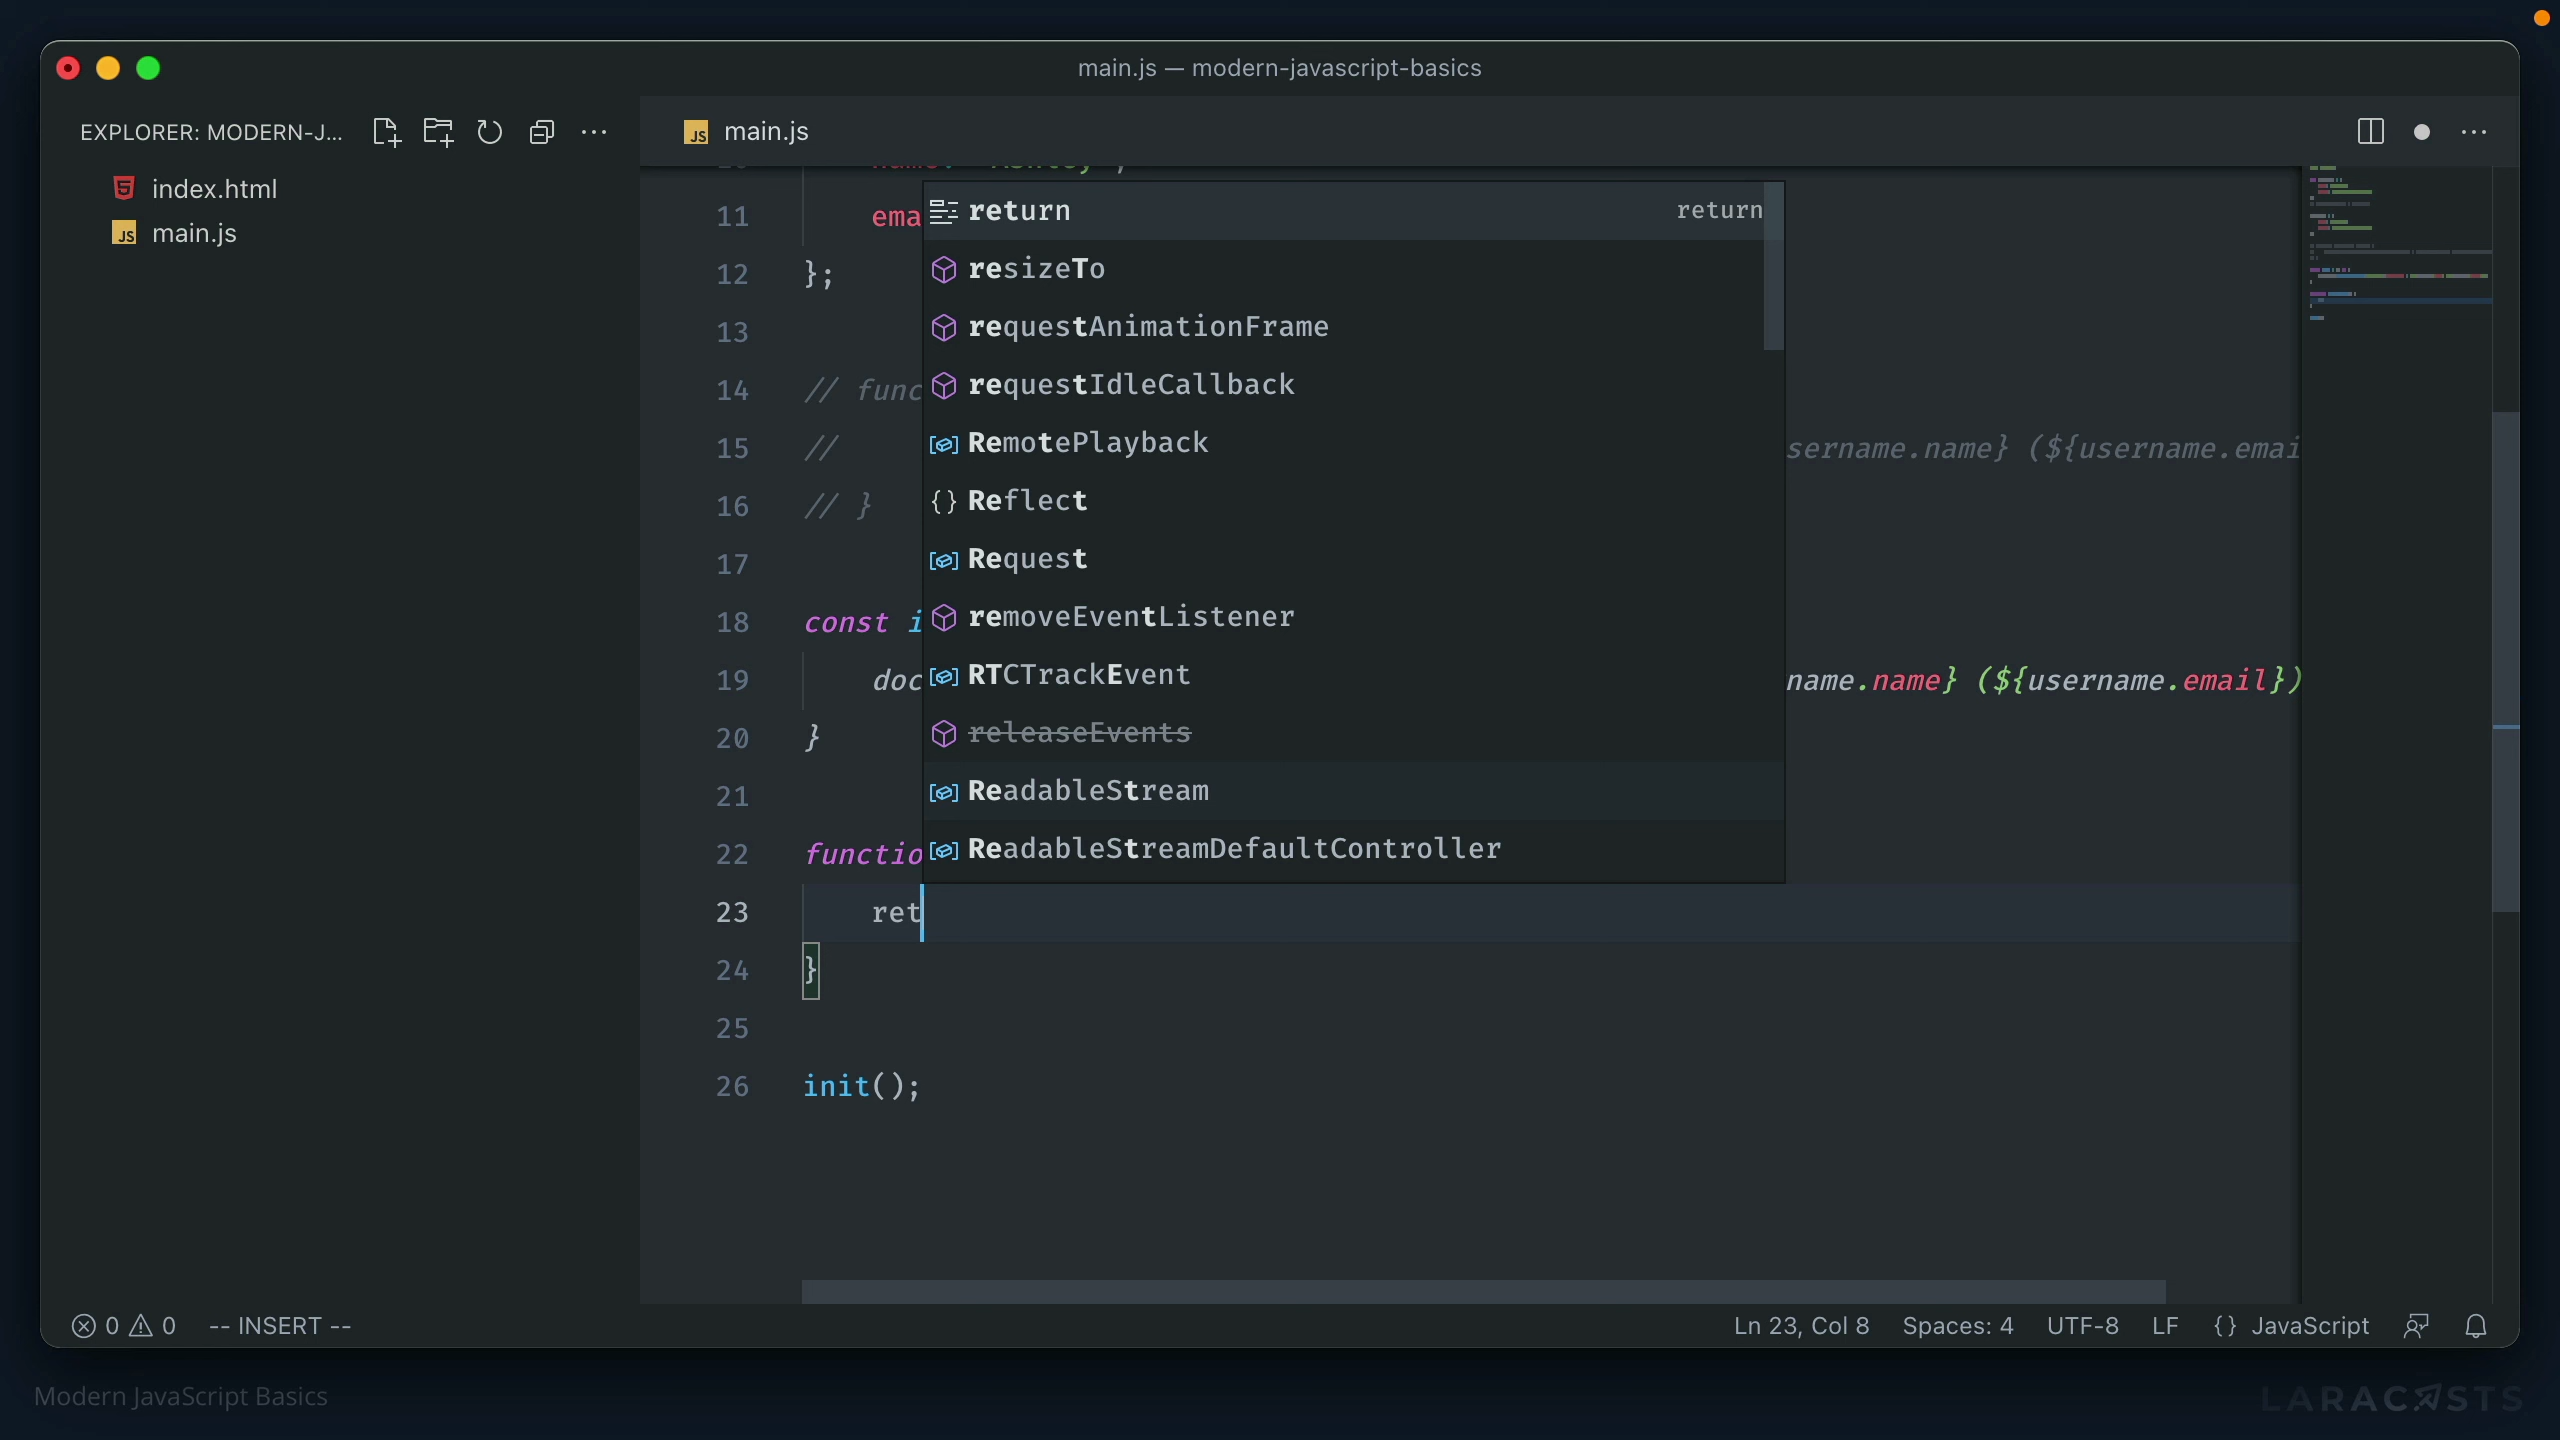 main.js — modern-javascript-basics
EXPLORER: MODERN-J...
main.js
index.html
main.js
11 ema
12 };
13
14 // func
15 // sername.name} (${username.emai
16 // }
17
18 const i
19 doc name.name} (${username.email})
20 }
21
22 functio
23 ret
24 }
25
26 init();
return return
resizeTo
requestAnimationFrame
requestIdleCallback
RemotePlayback
Reflect
Request
removeEventListener
RTCTrackEvent
releaseEvents
ReadableStream
ReadableStreamDefaultController
0 0 -- INSERT --
Ln 23, Col 8 Spaces: 4 UTF-8 LF {} JavaScript
Modern JavaScript Basics
LARACASTS